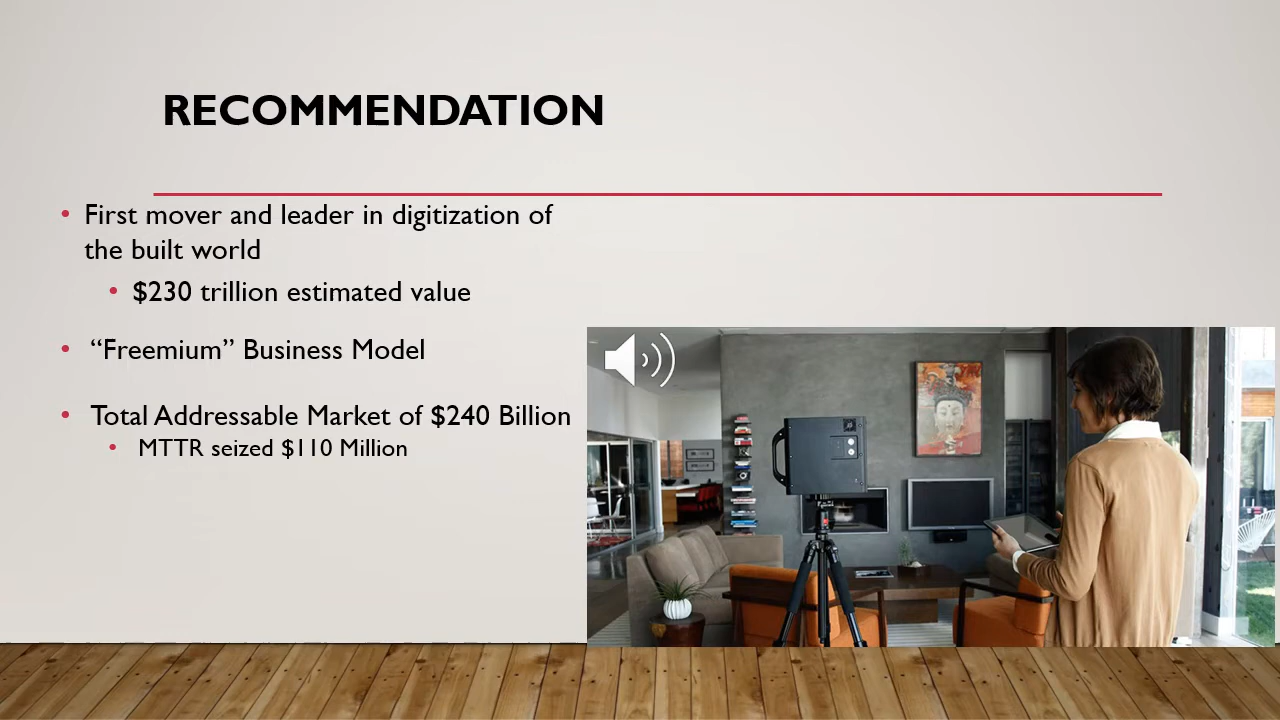 RECOMMENDATION
• First mover and leader in digitization of
the built world
• $230 trillion estimated value
• “Freemium” Business Model
• Total Addressable Market of $240 Billion
• MTTR seized $110 Million